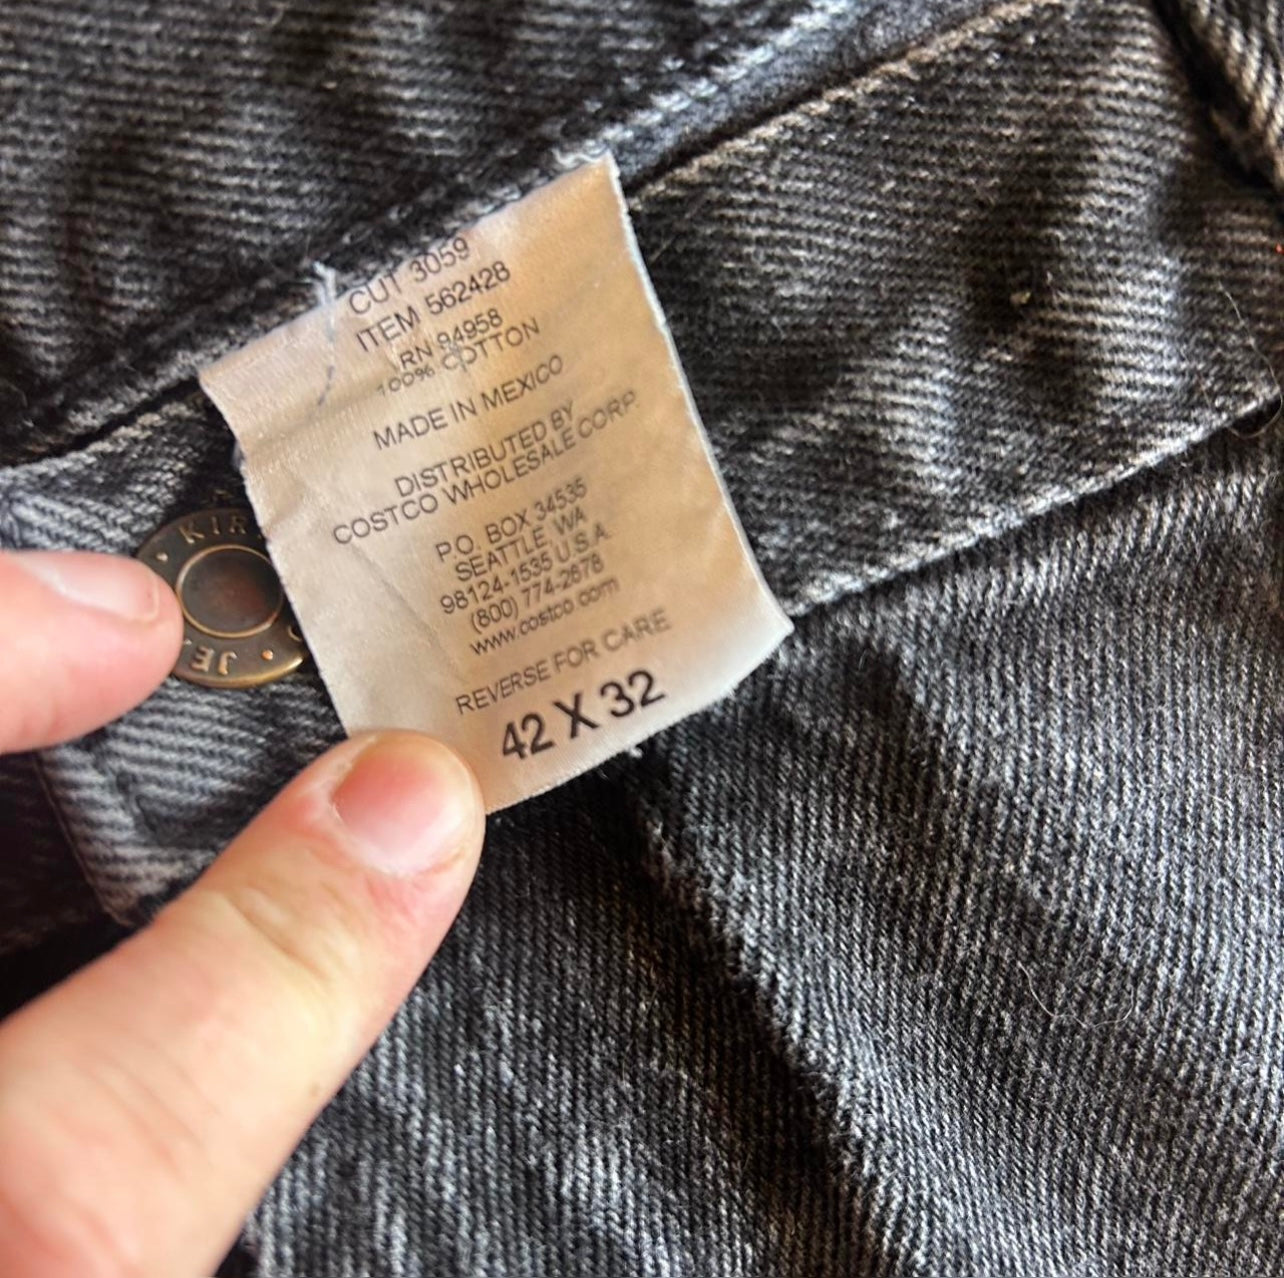 CUT 3059
ITEM 562428
RN 94958
100% COTTON
MADE IN MEXICO
DISTRIBUTED BY
COSTCO WHOLESALE CORP.
P.O. BOX 34535
SEATTLE, WA
98124-1535 U.S.A.
(800) 774-2678
www.costco.com
REVERSE FOR CARE
42 X 32